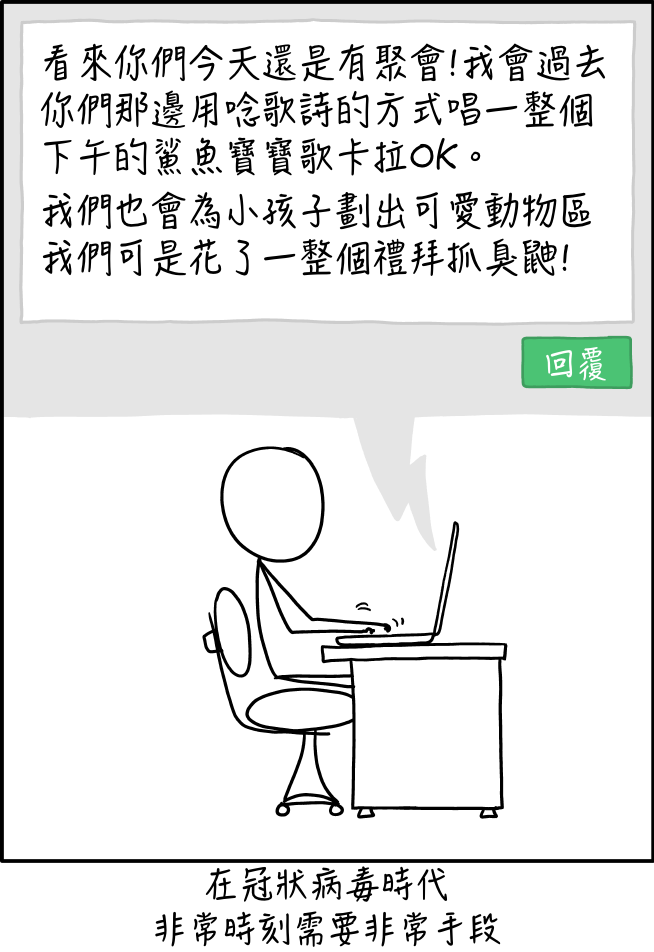 看來你們今天還是有聚會!我會過去
你們那邊用唸歌詩的方式唱一整個
下午的鯊魚寶寶歌卡拉OK。
我們也會為小孩子劃出可愛動物區
我們可是花了一整個禮拜抓臭鼬!
回覆
在冠狀病毒時代
非常時刻需要非常手段